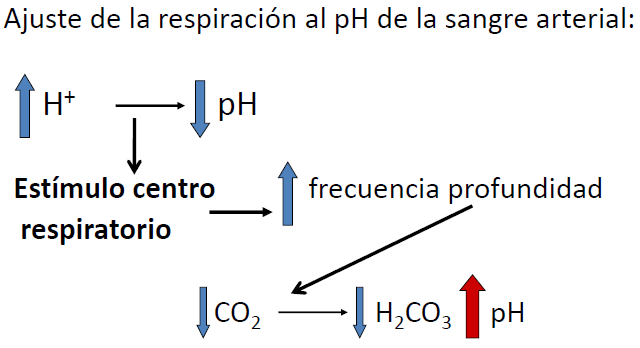 Ajuste de la respiración al pH de la sangre arterial:
H⁺ pH
Estímulo centro
respiratorio
frecuencia profundidad
CO₂ H₂CO₃ pH